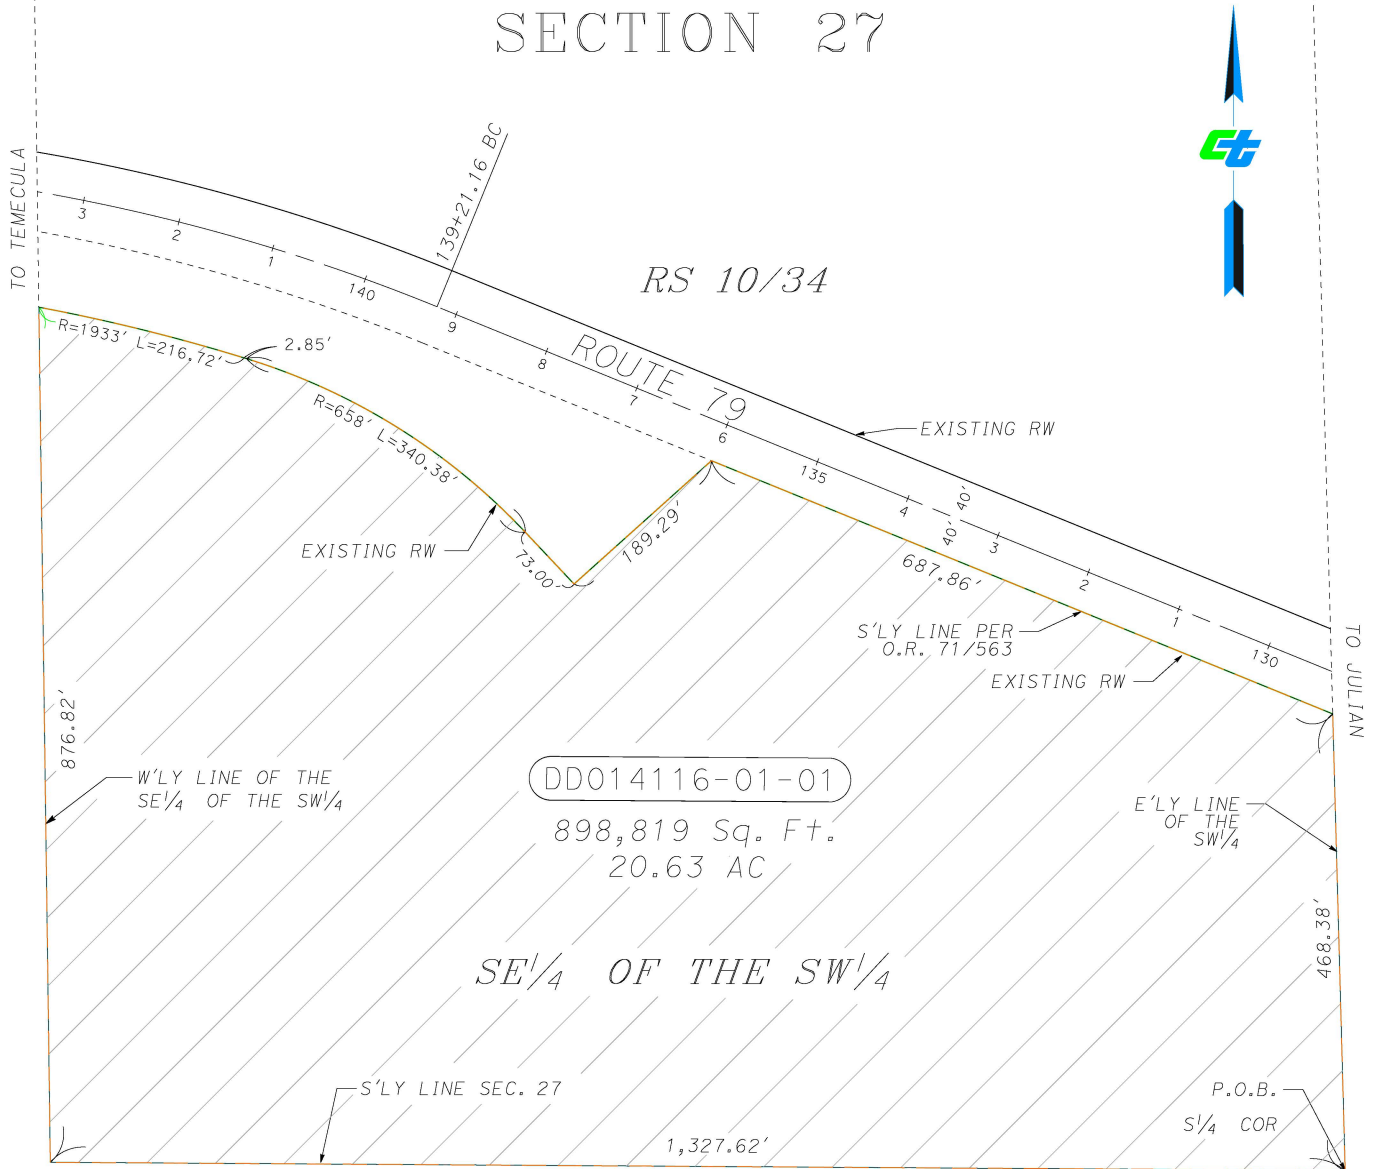 SECTION 27
TO TEMECULA
139+21.16 BC
Ct
RS 10/34
3
2
1
140
9
8
7
6
135
4
3
2
1
130
ROUTE 79
R=1933' L=216.72'
2.85'
R=658' L=340.38'
EXISTING RW
EXISTING RW
73.00'
189.29'
40'
40'
687.86'
S'LY LINE PER
O.R. 71/563
EXISTING RW
TO JULIAN
876.82'
W'LY LINE OF THE
SE1/4 OF THE SW1/4
DD014116-01-01
898,819 Sq. Ft.
20.63 AC
E'LY LINE
OF THE
SW1/4
468.38'
SE1/4 OF THE SW1/4
S'LY LINE SEC. 27
P.O.B.
S1/4 COR
1,327.62'